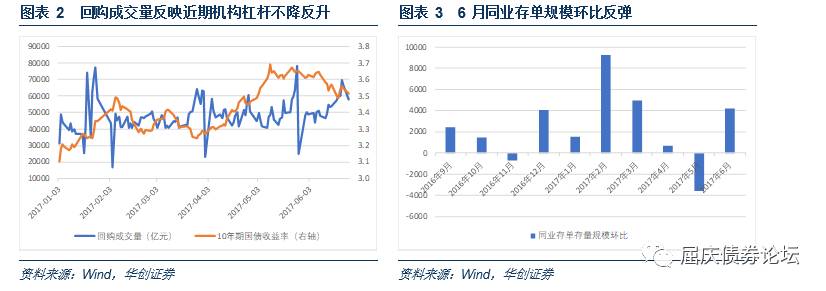 图表 2 回购成交量反映近期机构杠杆不降反升
90000
80000
70000
60000
50000
40000
30000
20000
10000
3.8
3.7
3.6
3.5
3.4
3.3
3.2
3.1
3.0
2017-01-03
2017-02-03
2017-03-03
2017-04-03
2017-05-03
2017-06-03
回购成交量（亿元）
10年期国债收益率（右轴）
资料来源：Wind，华创证券
图表 3 6 月同业存单规模环比反弹
10000
8000
6000
4000
2000
0
-2000
-4000
-6000
2016年9月
2016年10月
2016年11月
2016年12月
2017年1月
2017年2月
2017年3月
2017年4月
2017年5月
2017年6月
同业存单存量规模环比
资料来源：Wind，华创证券
屈庆债券论坛